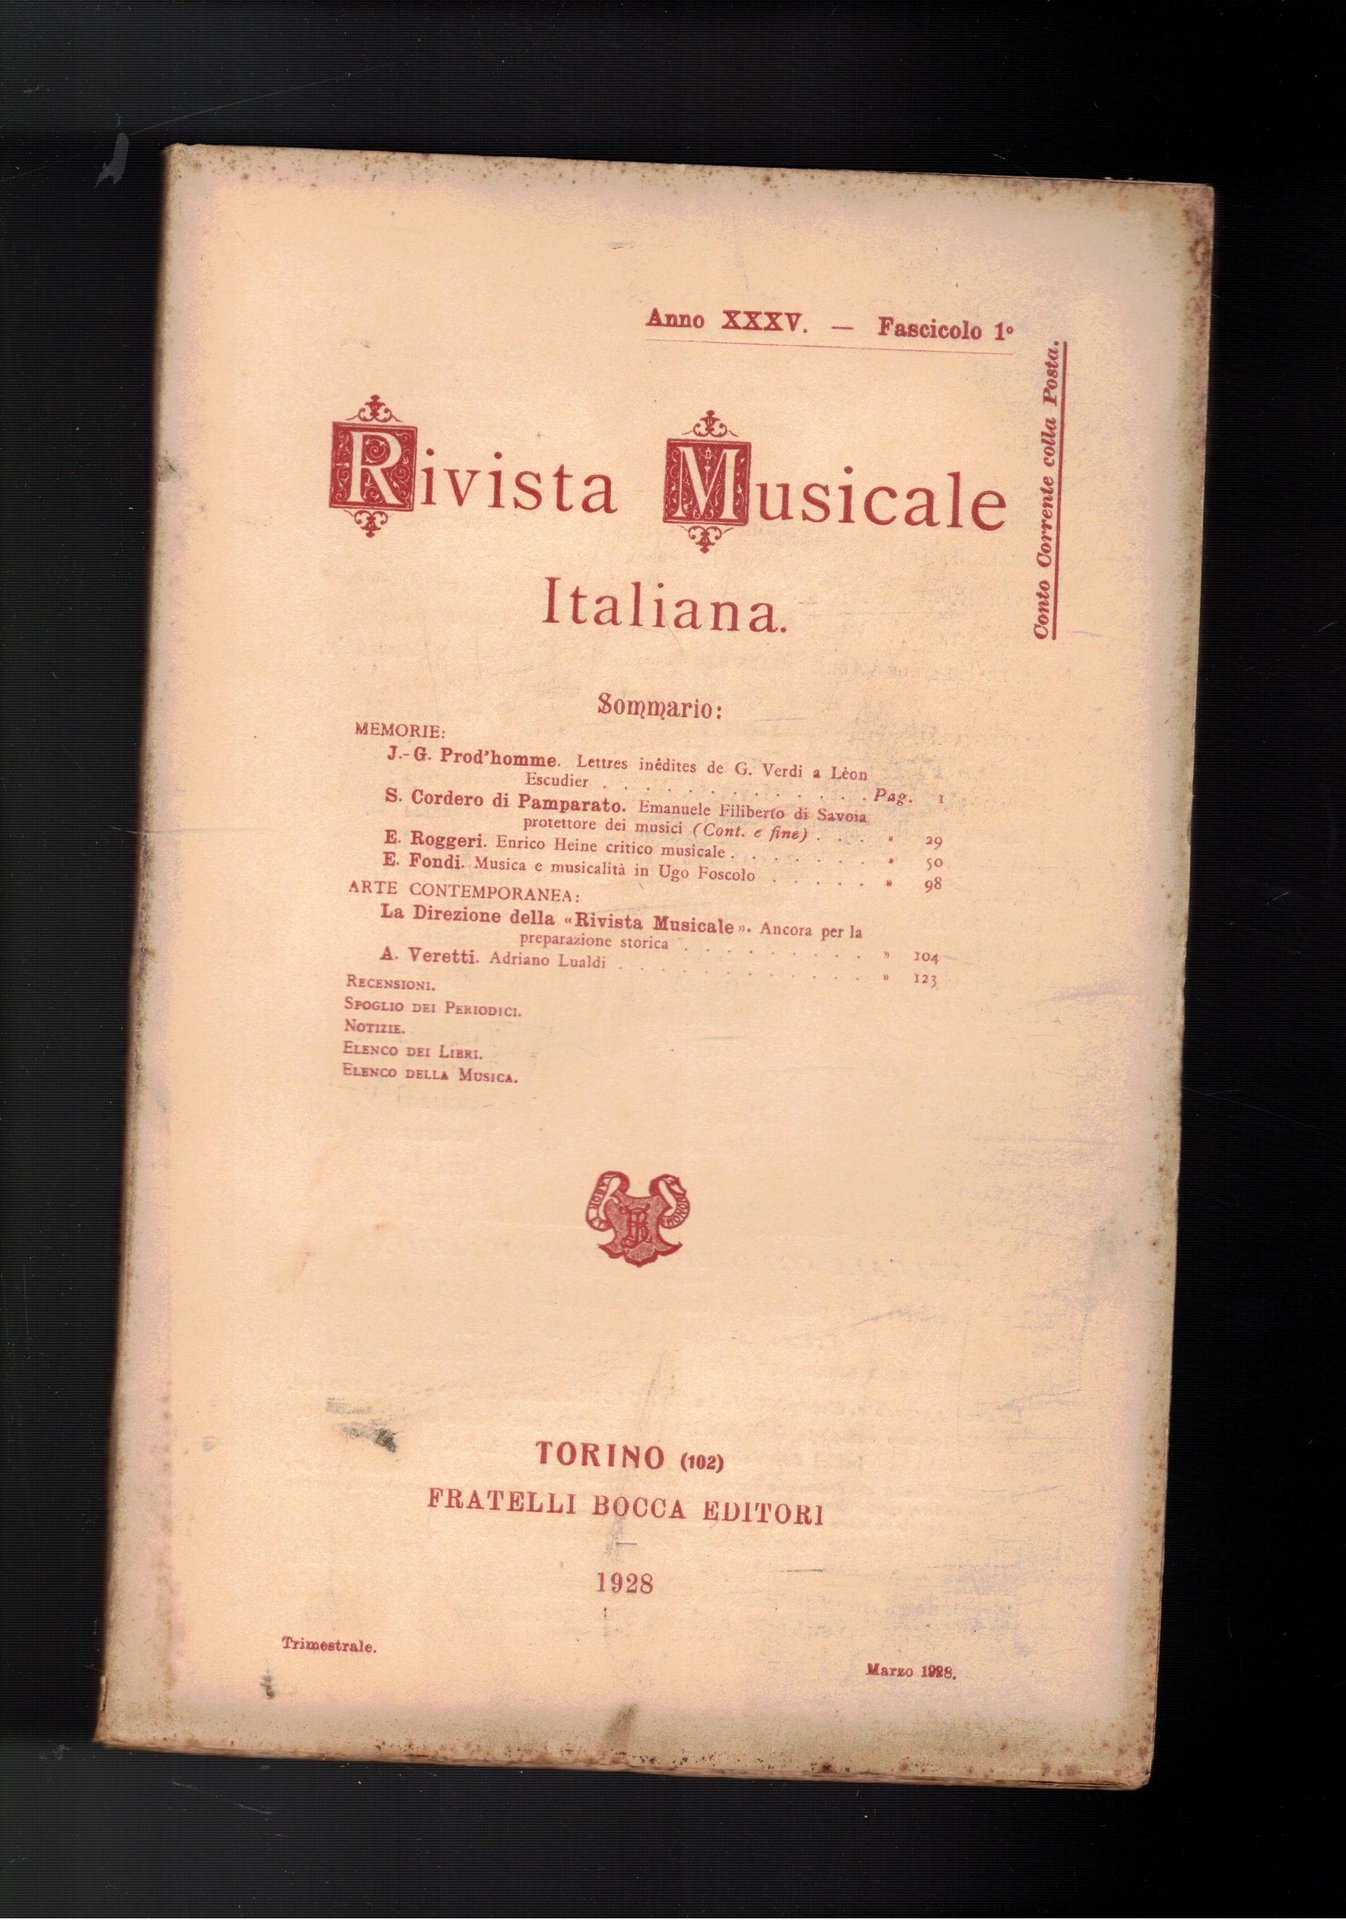 Anno XXXV. — Fascicolo 1º
Conto Corrente colla Posta.
Rivista Musicale
Italiana.
Sommario:
MEMORIE:
J.-G. Prod'homme. Lettres inédites de G. Verdi a Lèon
Escudier . . . . . . . . . . . . . Pag. 1
S. Cordero di Pamparato. Emanuele Filiberto di Savoia
protettore dei musici (Cont. e fine) . . . . » 29
E. Roggeri. Enrico Heine critico musicale . . . . . . . » 50
E. Fondi. Musica e musicalità in Ugo Foscolo . . . . . » 98
ARTE CONTEMPORANEA:
La Direzione della «Rivista Musicale». Ancora per la
preparazione storica . . . . . . . . . . » 104
A. Veretti. Adriano Lualdi . . . . . . . . . . . . » 123
RECENSIONI.
SPOGLIO DEI PERIODICI.
NOTIZIE.
ELENCO DEI LIBRI.
ELENCO DELLA MUSICA.
TORINO (102)
FRATELLI BOCCA EDITORI
1928
Trimestrale.
Marzo 1928.